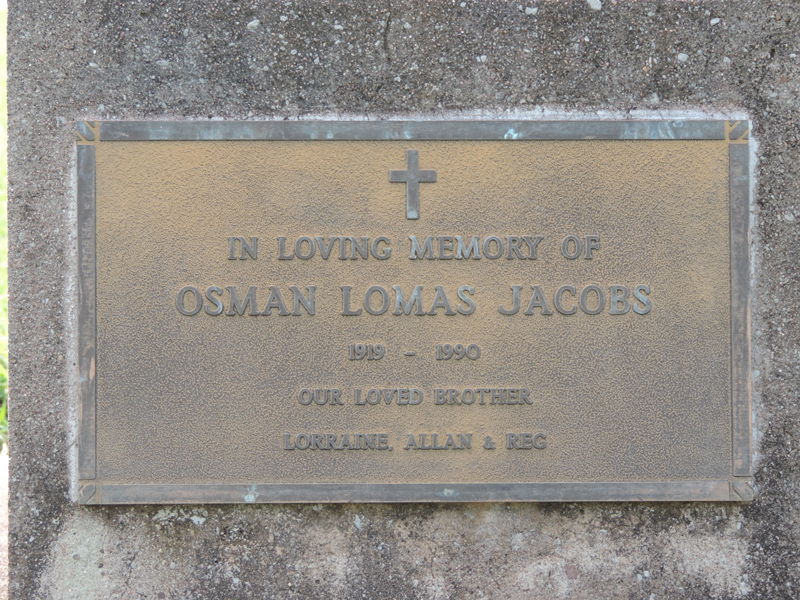 IN LOVING MEMORY OF
OSMAN LOMAS JACOBS
1919 - 1990
OUR LOVED BROTHER
LORRAINE, ALLAN & REG